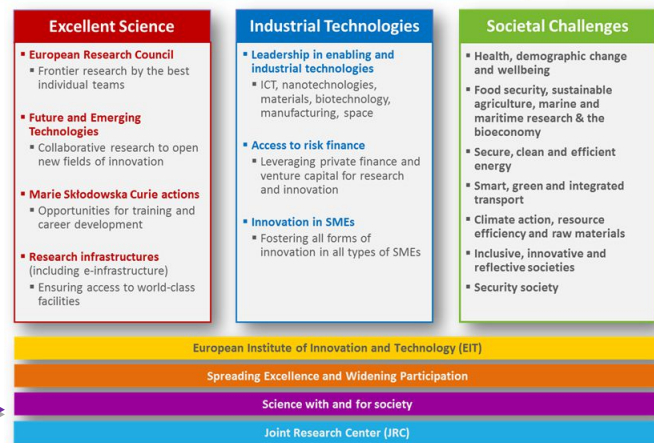 Excellent Science
▪ European Research Council
▪ Frontier research by the best
individual teams
▪ Future and Emerging
Technologies
▪ Collaborative research to open
new fields of innovation
▪ Marie Skłodowska Curie actions
▪ Opportunities for training and
career development
▪ Research infrastructures
(including e-infrastructure)
▪ Ensuring access to world-class
facilities
Industrial Technologies
▪ Leadership in enabling and
industrial technologies
▪ ICT, nanotechnologies,
materials, biotechnology,
manufacturing, space
▪ Access to risk finance
▪ Leveraging private finance and
venture capital for research
and innovation
▪ Innovation in SMEs
▪ Fostering all forms of
innovation in all types of SMEs
Societal Challenges
▪ Health, demographic change
and wellbeing
▪ Food security, sustainable
agriculture, marine and
maritime research & the
bioeconomy
▪ Secure, clean and efficient
energy
▪ Smart, green and integrated
transport
▪ Climate action, resource
efficiency and raw materials
▪ Inclusive, innovative and
reflective societies
▪ Security society
European Institute of Innovation and Technology (EIT)
Spreading Excellence and Widening Participation
Science with and for society
Joint Research Center (JRC)